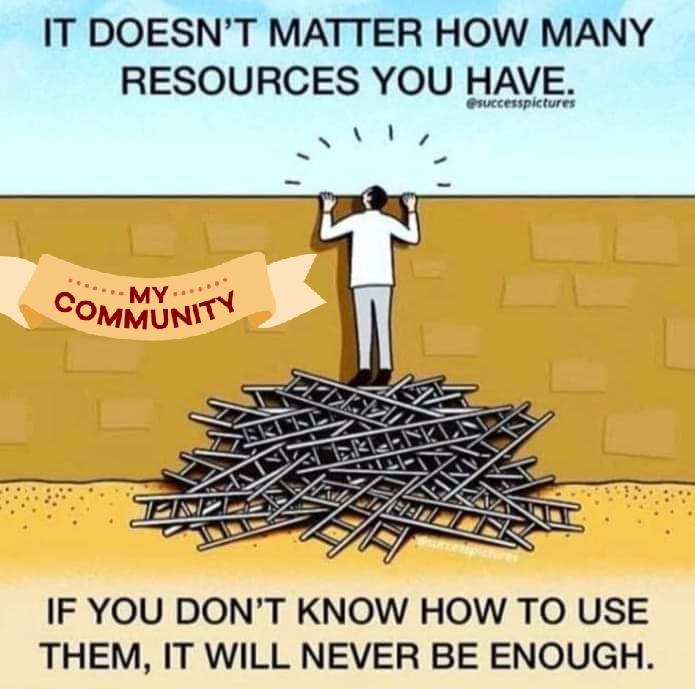 IT DOESN'T MATTER HOW MANY
RESOURCES YOU HAVE.
@successpictures
MY
COMMUNITY
@successpictures
IF YOU DON'T KNOW HOW TO USE
THEM, IT WILL NEVER BE ENOUGH.